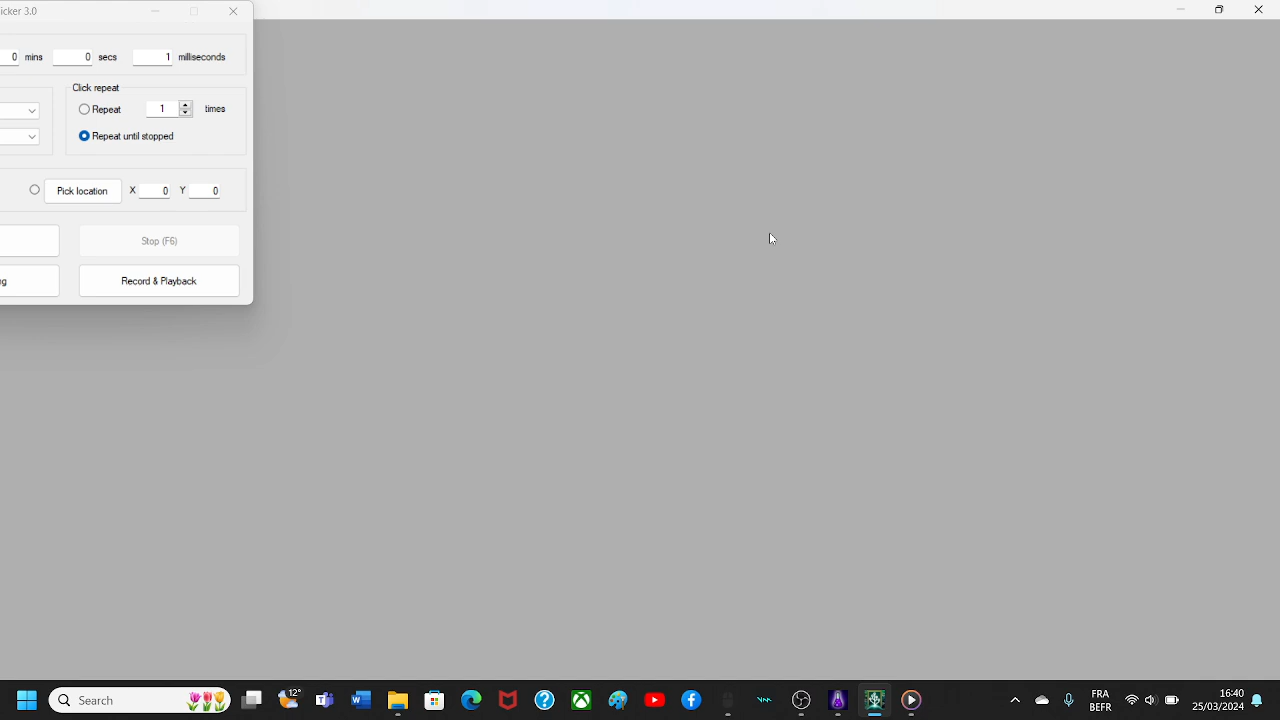 icker 3.0
0 mins 0 secs 1 milliseconds
Click repeat
Repeat 1 times
Repeat until stopped
Pick location X 0 Y 0
Stop (F6)
ng Record & Playback
Search 12° FRA 16:40
BEFR 25/03/2024